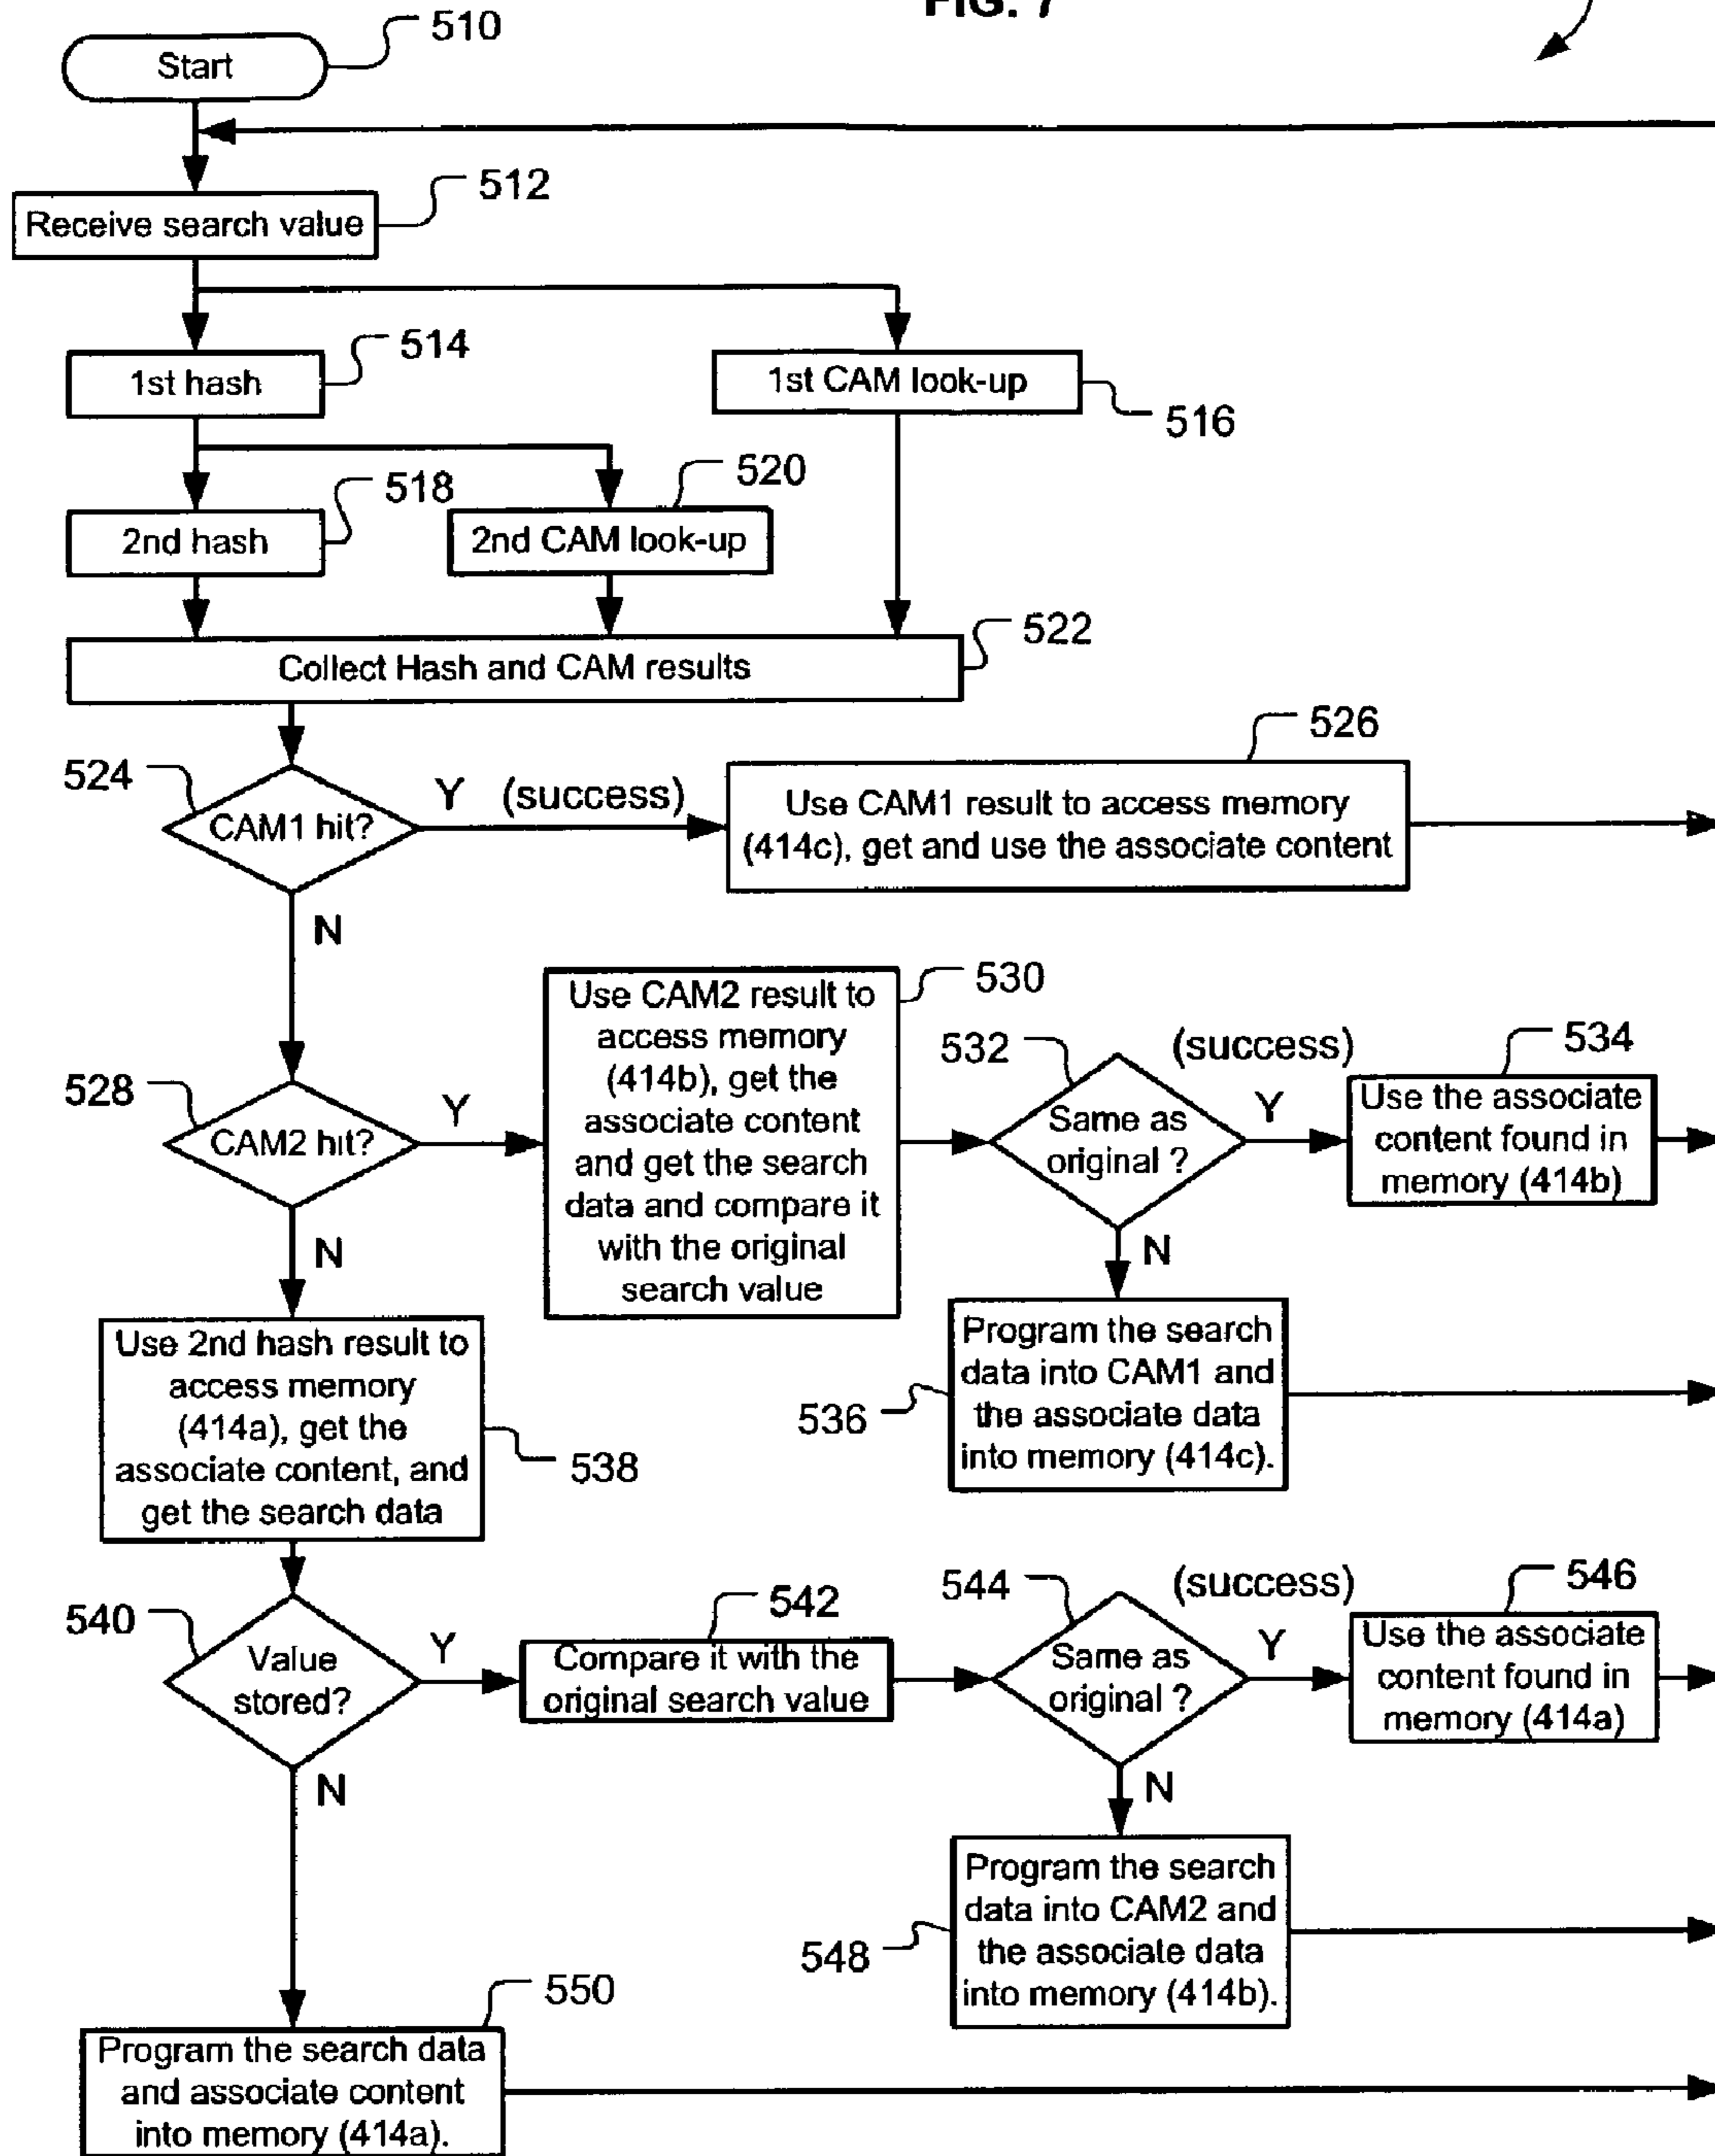 FIG. 7
510
Start
512
Receive search value
514
1st hash
1st CAM look-up
516
518
520
2nd hash
2nd CAM look-up
522
Collect Hash and CAM results
526
524
CAM1 hit?
Y (success)
Use CAM1 result to access memory
(414c), get and use the associate content
N
530
Use CAM2 result to
access memory
(414b), get the
associate content
and get the search
data and compare it
with the original
search value
528
CAM2 hit?
Y
532
Same as
original ?
(success)
Y
534
Use the associate
content found in
memory (414b)
N
N
Use 2nd hash result to
access memory
(414a), get the
associate content, and
get the search data
538
536
Program the search
data into CAM1 and
the associate data
into memory (414c).
540
Value
stored?
Y
542
Compare it with the
original search value
544
Same as
original ?
(success)
Y
546
Use the associate
content found in
memory (414a)
N
N
548
Program the search
data into CAM2 and
the associate data
into memory (414b).
550
Program the search data
and associate content
into memory (414a).